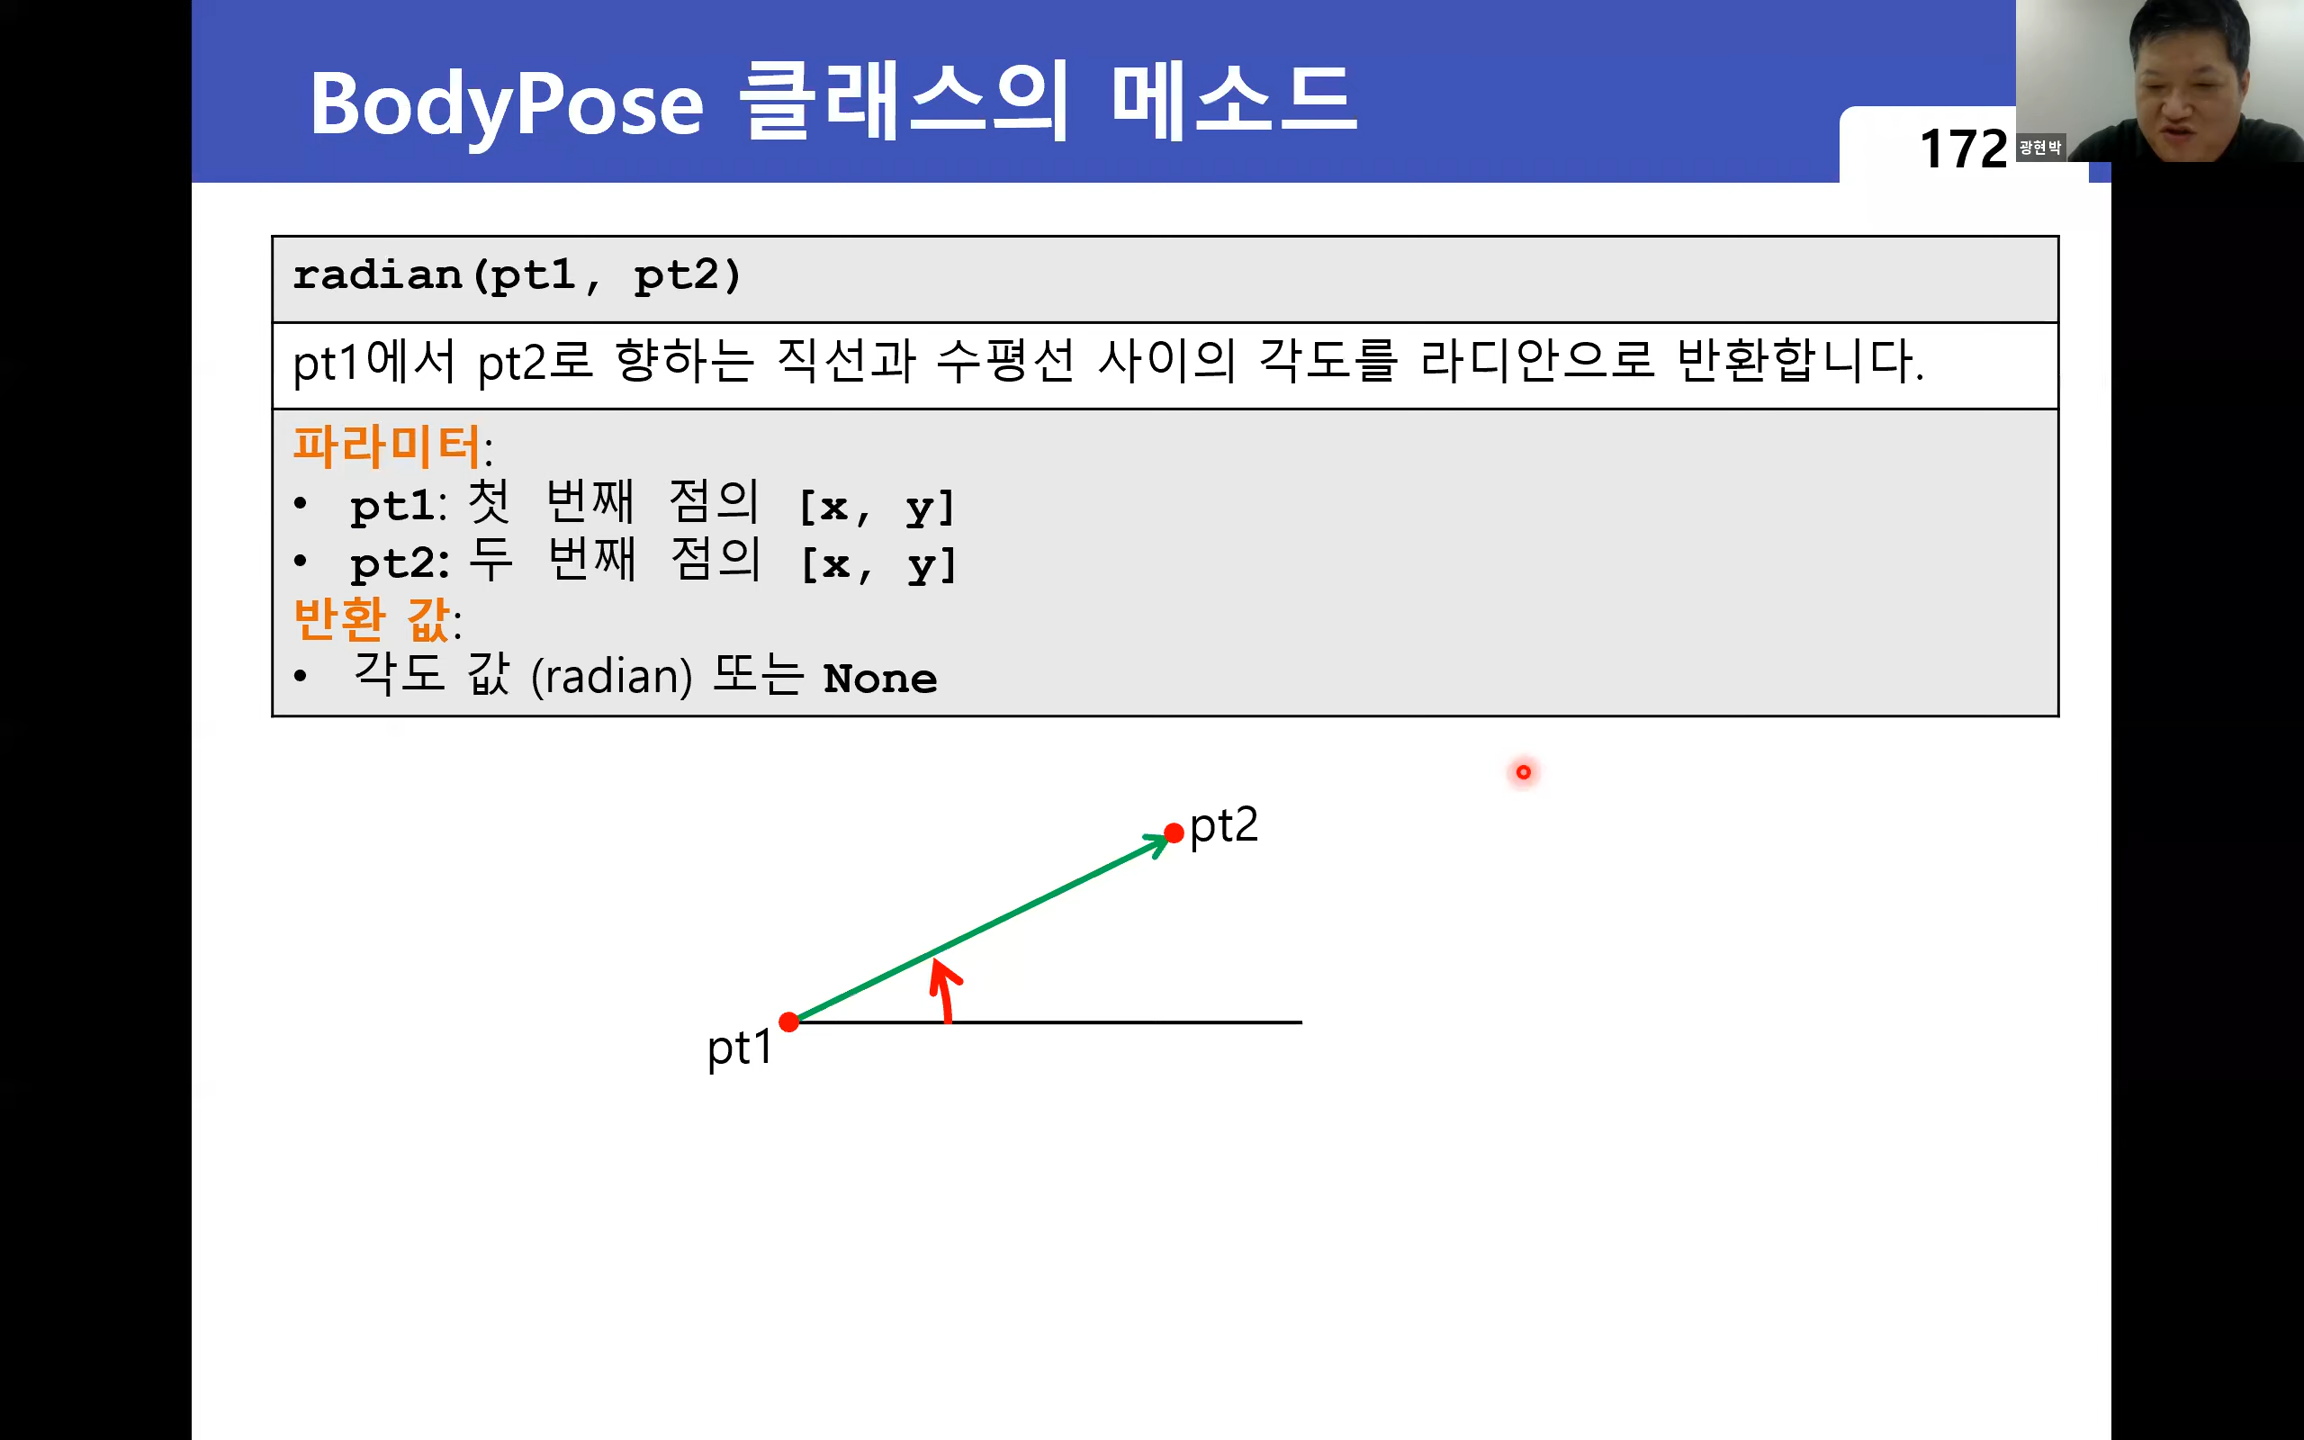 BodyPose 클래스의 메소드
172
광현박
radian(pt1, pt2)
pt1에서 pt2로 향하는 직선과 수평선 사이의 각도를 라디안으로 반환합니다.
파라미터:
• pt1: 첫 번째 점의 [x, y]
• pt2: 두 번째 점의 [x, y]
반환 값:
• 각도 값 (radian) 또는 None
pt2
pt1